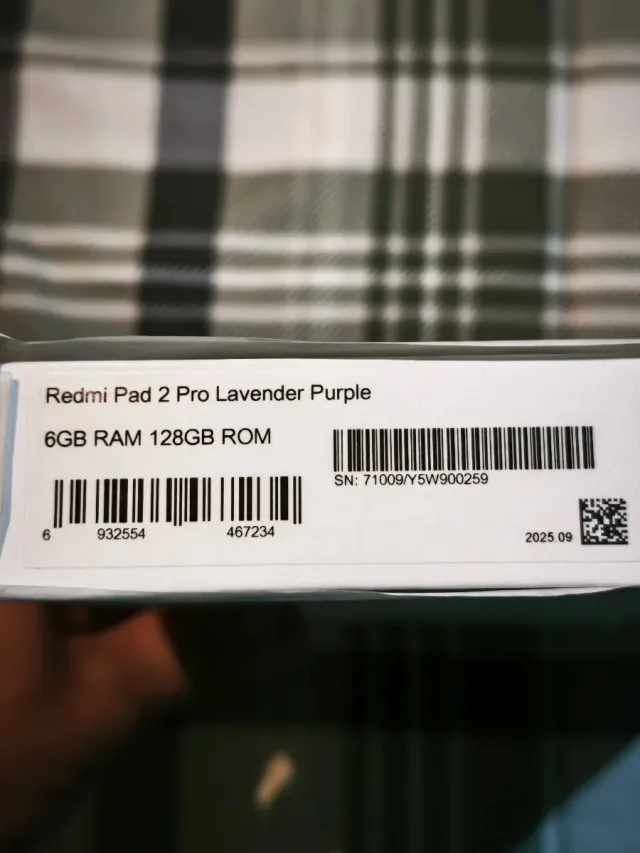 Redmi Pad 2 Pro Lavender Purple
6GB RAM 128GB ROM
SN: 71009/Y5W900259
6 932554 467234
2025.09